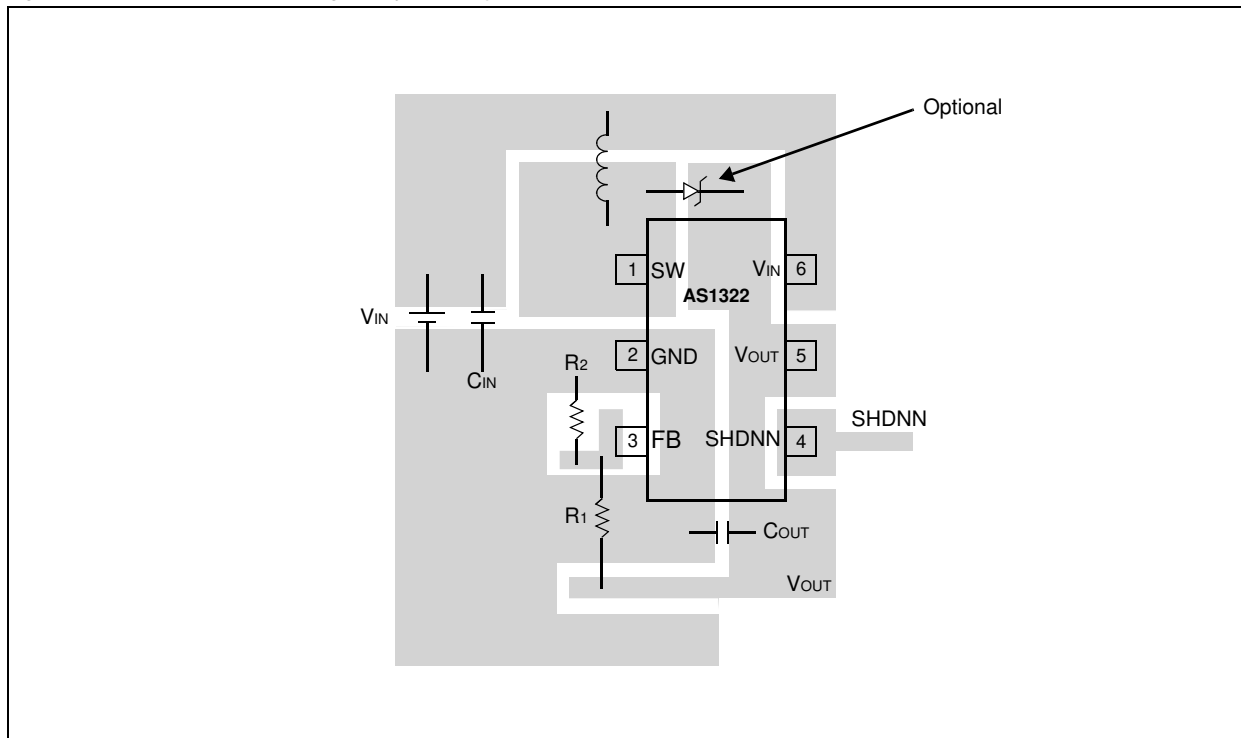 Optional
1 SW
VIN 6
AS1322
VIN
2 GND
VOUT 5
R2
CIN
3 FB
SHDNN 4
SHDNN
R1
COUT
VOUT